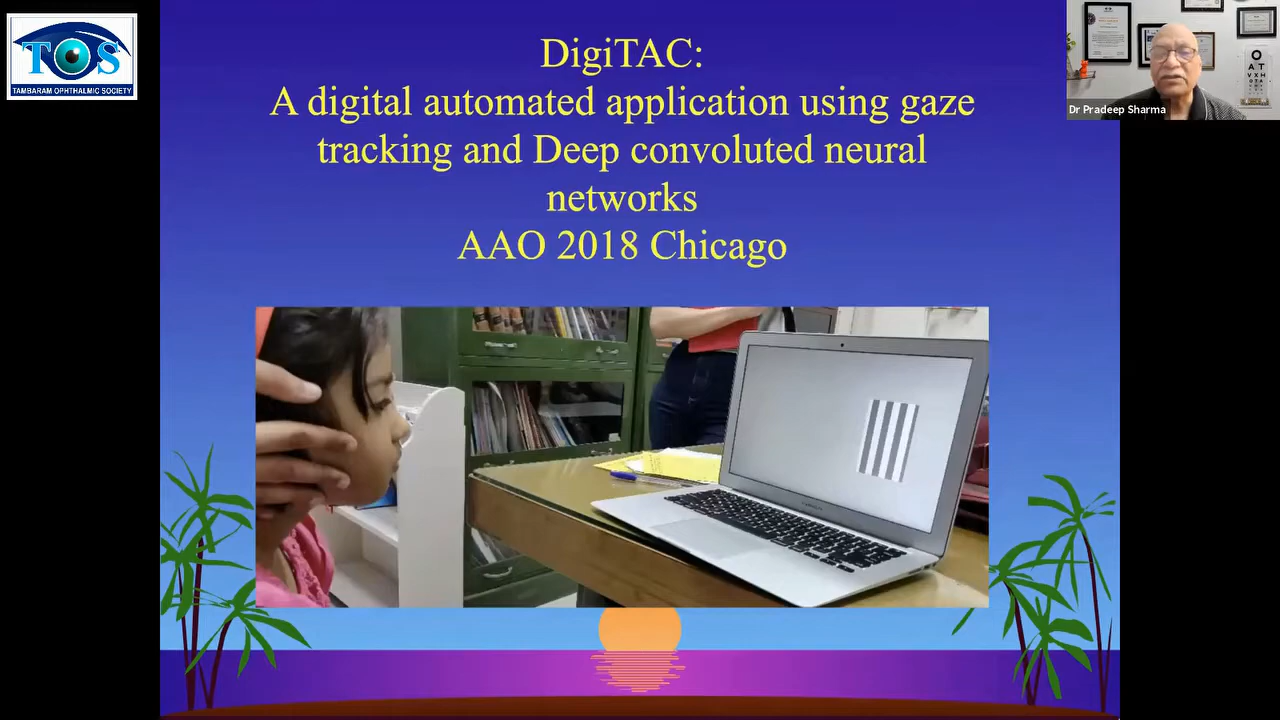 TOS
TAMBARAM OPHTHALMIC SOCIETY
DigiTAC:
A digital automated application using gaze
tracking and Deep convoluted neural
networks
AAO 2018 Chicago
Dr Pradeep Sharma